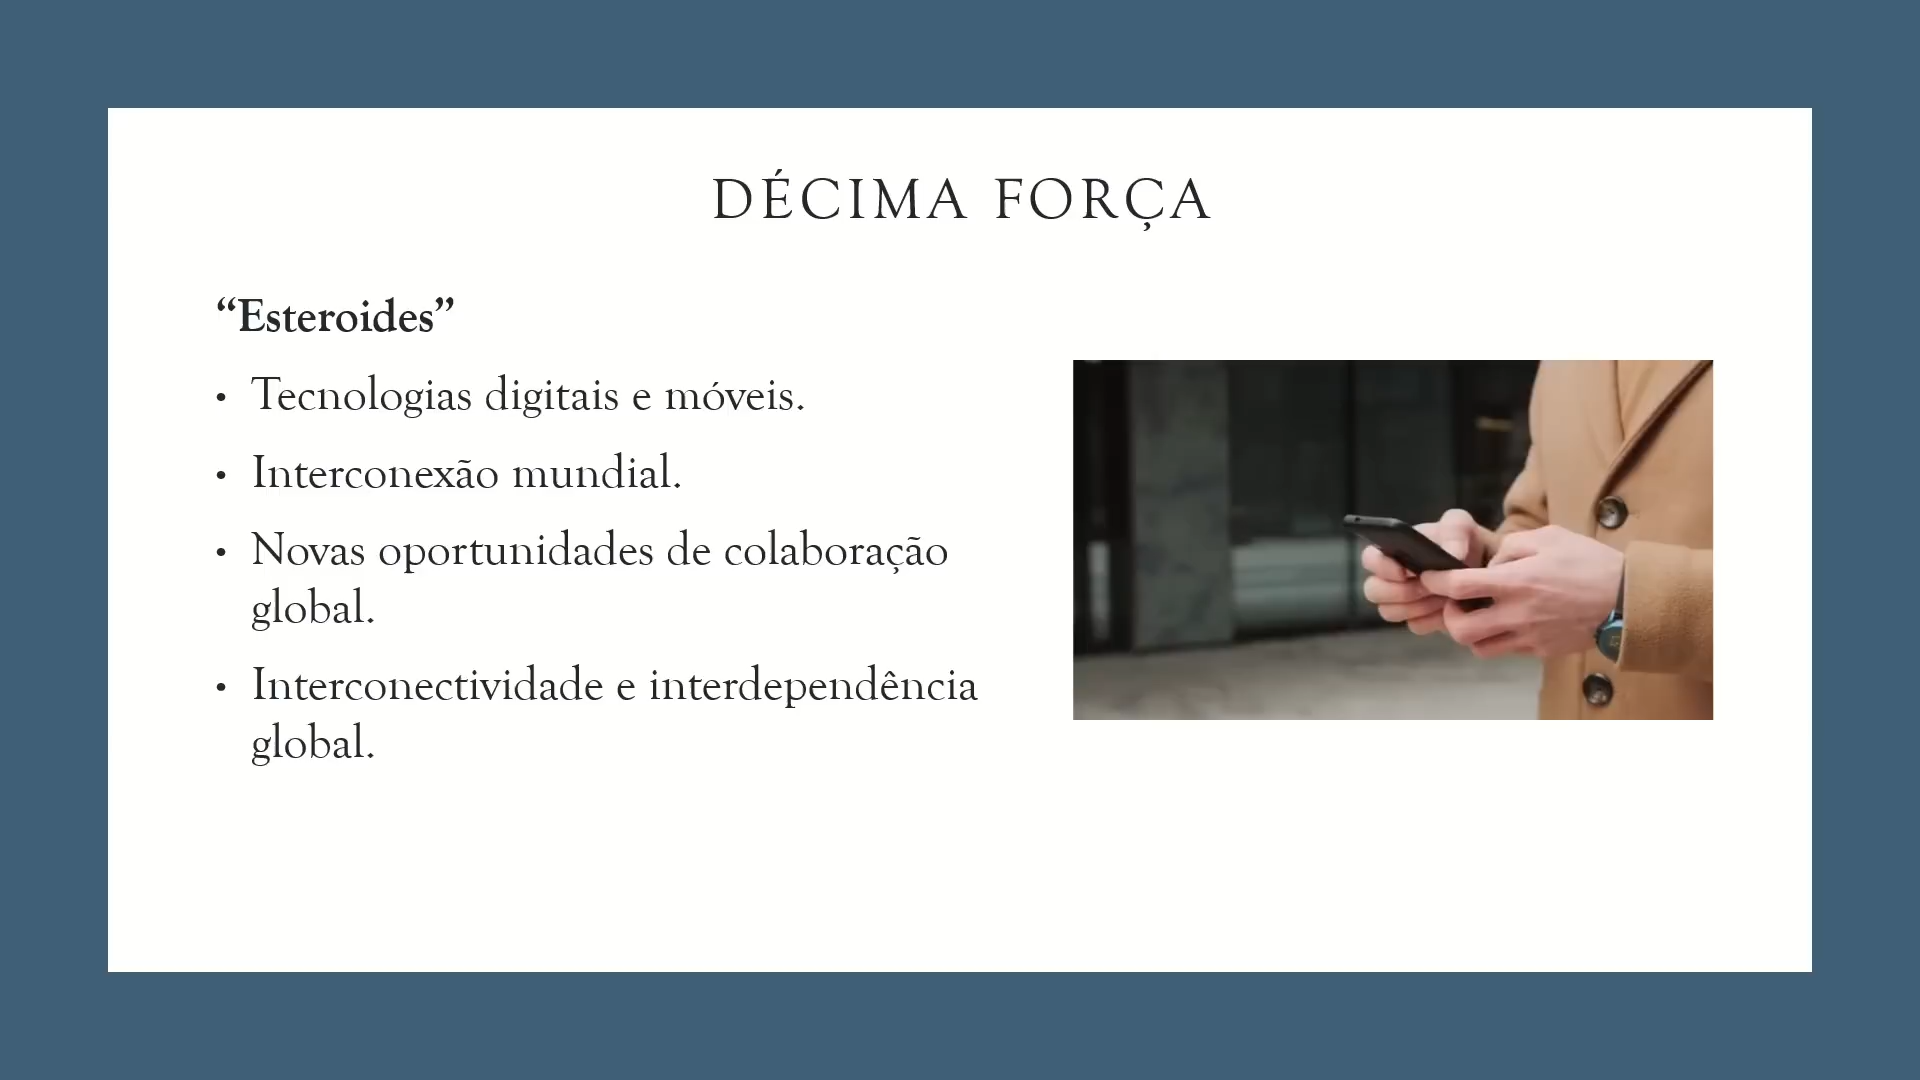 DÉCIMA FORÇA
“Esteroides”
• Tecnologias digitais e móveis.
• Interconexão mundial.
• Novas oportunidades de colaboração
global.
• Interconectividade e interdependência
global.